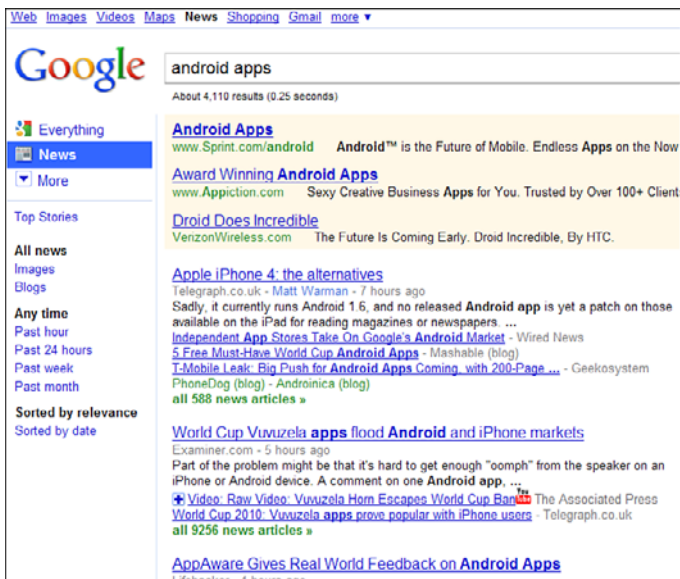 Web Images Videos Maps News Shopping Gmail more ▼
Google
android apps
About 4,110 results (0.25 seconds)
Everything
News
More
Top Stories
All news
Images
Blogs
Any time
Past hour
Past 24 hours
Past week
Past month
Sorted by relevance
Sorted by date
Android Apps
www.Sprint.com/android Android™ is the Future of Mobile. Endless Apps on the Now
Award Winning Android Apps
www.Appiction.com Sexy Creative Business Apps for You. Trusted by Over 100+ Clients
Droid Does Incredible
VerizonWireless.com The Future Is Coming Early. Droid Incredible, By HTC.
Apple iPhone 4: the alternatives
Telegraph.co.uk - Matt Warman - 7 hours ago
Sadly, it currently runs Android 1.6, and no released Android app is yet a patch on those
available on the iPad for reading magazines or newspapers. ...
Independent App Stores Take On Google's Android Market - Wired News
5 Free Must-Have World Cup Android Apps - Mashable (blog)
T-Mobile Leak: Big Push for Android Apps Coming, with 200-Page ... - Geekosystem
PhoneDog (blog) - Androinica (blog)
all 588 news articles »
World Cup Vuvuzela apps flood Android and iPhone markets
Examiner.com - 5 hours ago
Part of the problem might be that it's hard to get enough "oomph" from the speaker on an
iPhone or Android device. A comment on one Android app, ...
Video: Raw Video: Vuvuzela Horn Escapes World Cup Ban You Tube The Associated Press
World Cup 2010: Vuvuzela apps prove popular with iPhone users - Telegraph.co.uk
all 9256 news articles »
AppAware Gives Real World Feedback on Android Apps